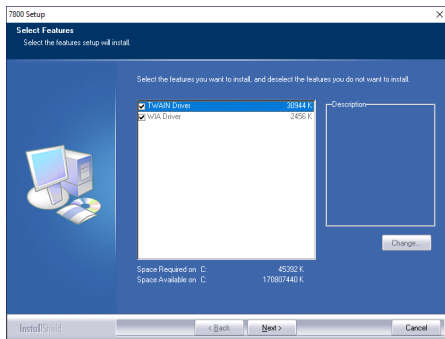 7800 Setup
Select Features
Select the features setup will install.
Select the features you want to install, and deselect the features you do not want to install.
TWAIN Driver 30944 K
WIA Driver 2456 K
Description
Change...
Space Required on C: 45392 K
Space Available on C: 170807440 K
InstallShield
< Back
Next >
Cancel